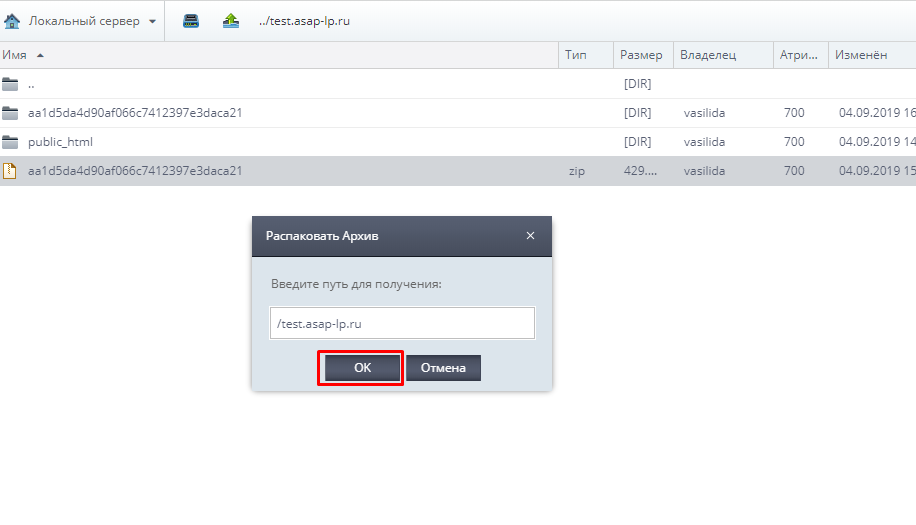 Локальный сервер ../test.asap-lp.ru
Имя Тип Размер Владелец Атри... Изменён
.. [DIR]
aa1d5da4d90af066c7412397e3daca21 [DIR] vasilida 700 04.09.2019 16
public_html [DIR] vasilida 700 04.09.2019 14
aa1d5da4d90af066c7412397e3daca21 zip 429.... vasilida 700 04.09.2019 15
Распаковать Архив ×
Введите путь для получения:
/test.asap-lp.ru
OK Отмена